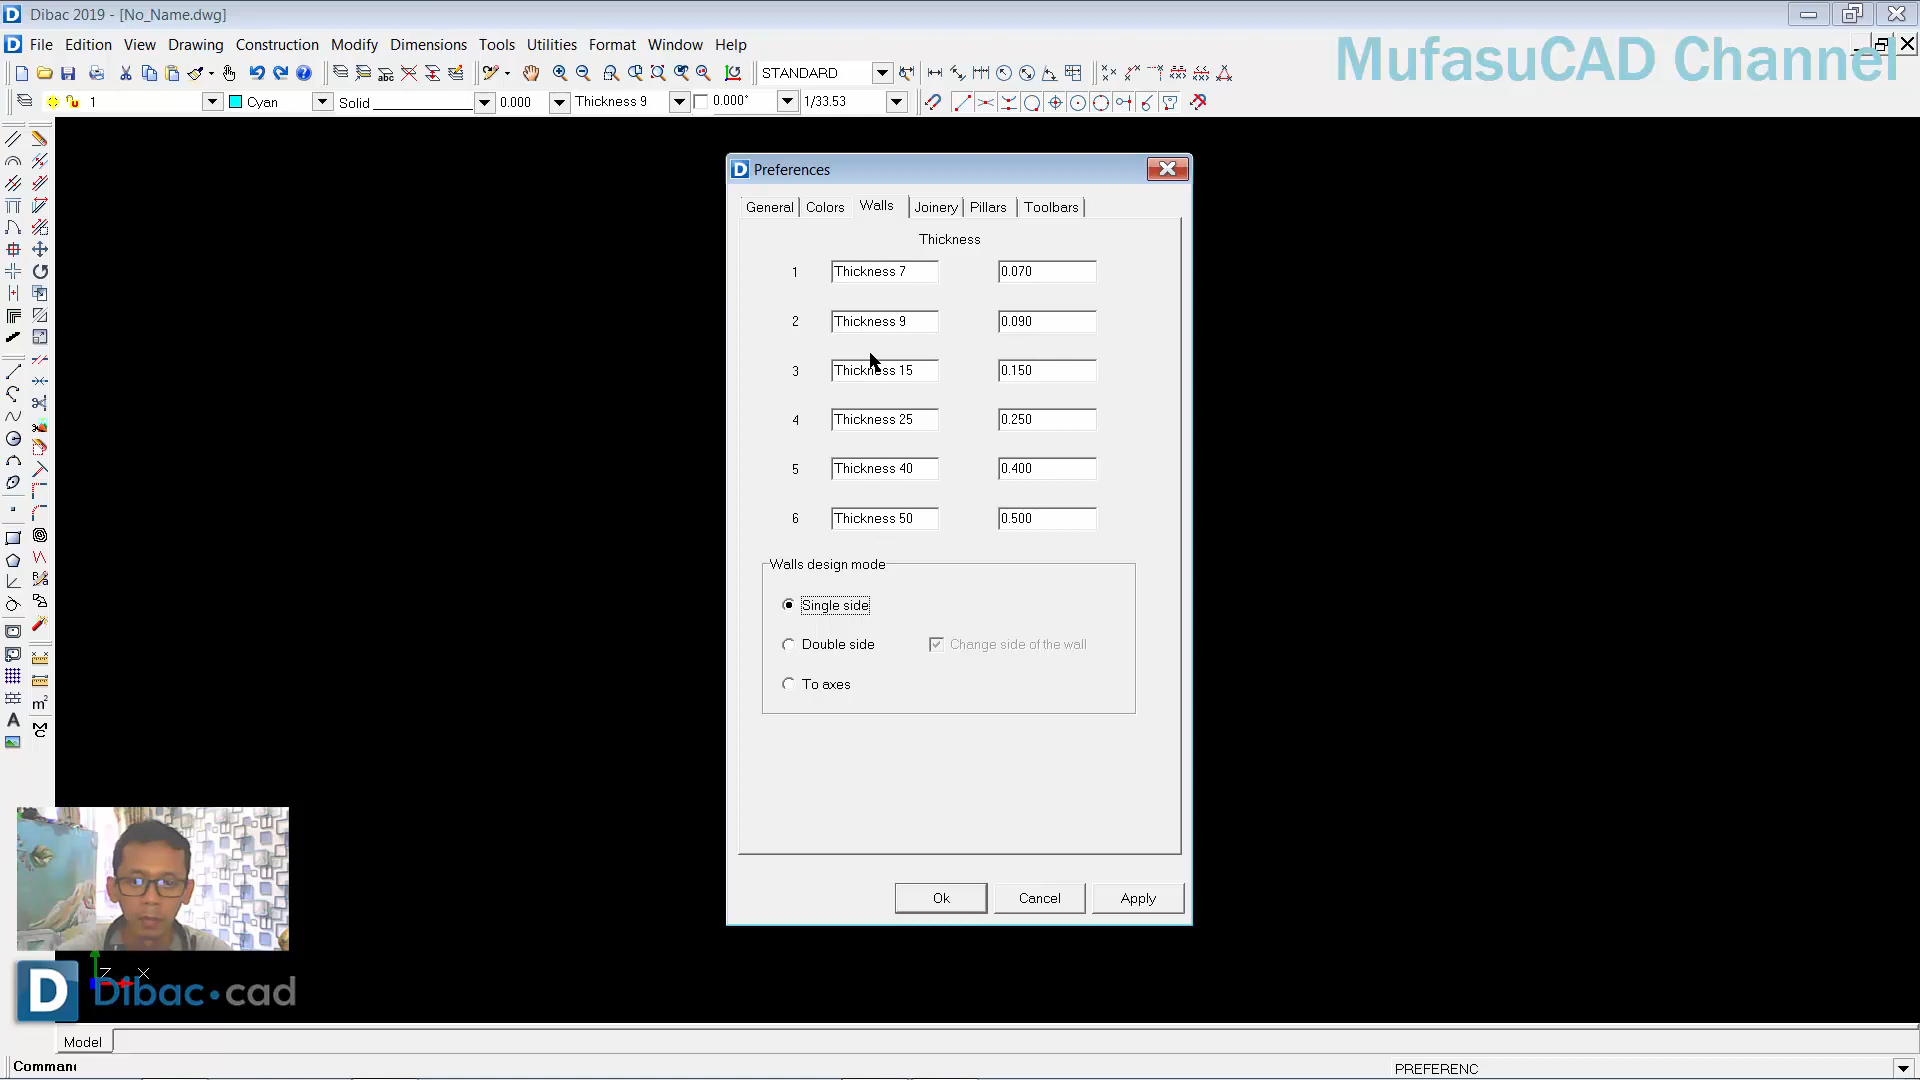 Dibac 2019 - [No_Name.dwg]
File Edition View Drawing Construction Modify Dimensions Tools Utilities Format Window Help
MufasuCAD Channel
STANDARD
1 Cyan Solid 0.000 Thickness 9 0.000° 1/33.53
Preferences
General Colors Walls Joinery Pillars Toolbars
Thickness
1 Thickness 7 0.070
2 Thickness 9 0.090
3 Thickness 15 0.150
4 Thickness 25 0.250
5 Thickness 40 0.400
6 Thickness 50 0.500
Walls design mode
Single side
Double side Change side of the wall
To axes
Ok Cancel Apply
Z X
Dibac·cad
Model
Command
PREFERENC